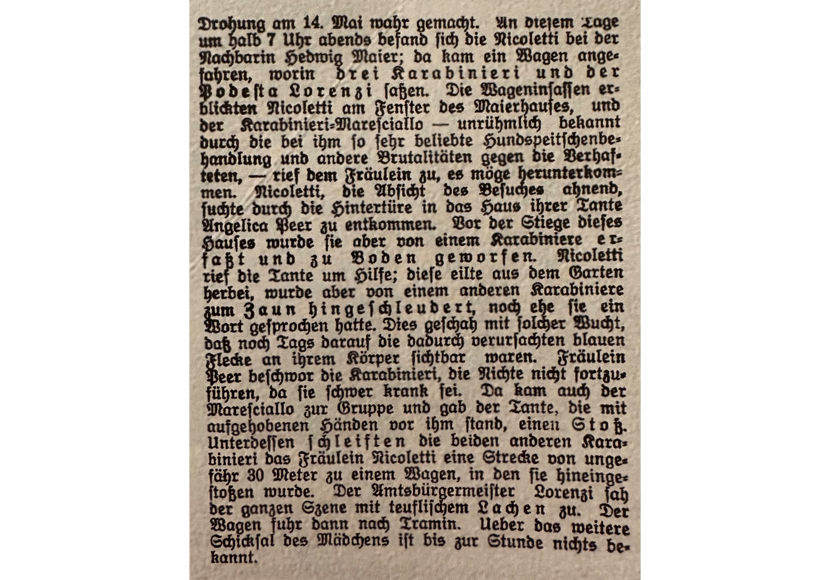 Drohung am 14. Mai wahr gemacht. An diesem Tage
um halb 7 Uhr abends befand sich die Nicoletti bei der
Nachbarin Hedwig Maier; da kam ein Wagen ange-
fahren, worin drei Karabinieri und der
Podesta Lorenzi saßen. Die Wageninsassen er-
blickten Nicoletti am Fenster des Maierhauses, und
der Karabinieri-Maresciallo — unrühmlich bekannt
durch die bei ihm so sehr beliebte Hundspeitschenbe-
handlung und andere Brutalitäten gegen die Verhaf-
teten, — rief dem Fräulein zu, es möge herunterkom-
men. Nicoletti, die Absicht des Besuches ahnend,
suchte durch die Hintertüre in das Haus ihrer Tante
Angelica Peer zu entkommen. Vor der Stiege dieses
Hauses wurde sie aber von einem Karabiniere er-
faßt und zu Boden geworfen. Nicoletti
rief die Tante um Hilfe; diese eilte aus dem Garten
herbei, wurde aber von einem anderen Karabiniere
zum Zaun hingeschleudert, noch ehe sie ein
Wort gesprochen hatte. Dies geschah mit solcher Wucht,
daß noch Tags darauf die dadurch verursachten blauen
Flecke an ihrem Körper sichtbar waren. Fräulein
Peer beschwor die Karabinieri, die Nichte nicht fortzu-
führen, da sie schwer krank sei. Da kam auch der
Maresciallo zur Gruppe und gab der Tante, die mit
aufgehobenen Händen vor ihm stand, einen Stoß.
Unterdessen schleiften die beiden anderen Kara-
binieri das Fräulein Nicoletti eine Strecke von unge-
fähr 30 Meter zu einem Wagen, in den sie hineinge-
stoßen wurde. Der Amtsbürgermeister Lorenzi sah
der ganzen Szene mit teuflischem Lachen zu. Der
Wagen fuhr dann nach Tramin. Ueber das weitere
Schicksal des Mädchens ist bis zur Stunde nichts be-
kannt.